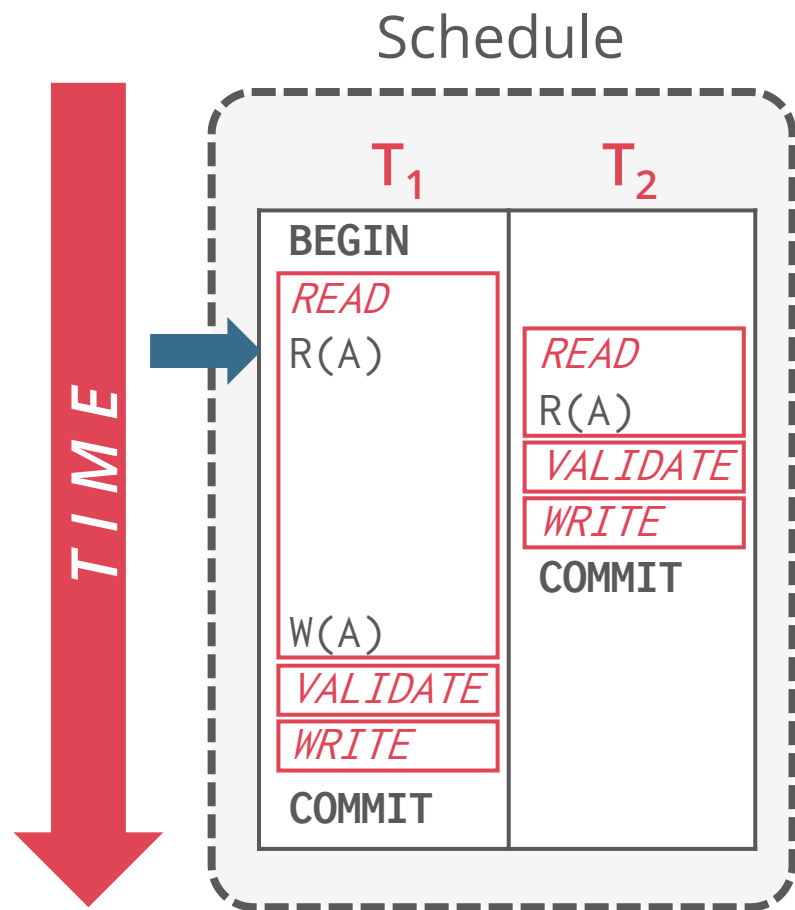 Schedule
TIME
T1 T2
BEGIN
READ
R(A) READ
R(A)
VALIDATE
WRITE
COMMIT
W(A)
VALIDATE
WRITE
COMMIT